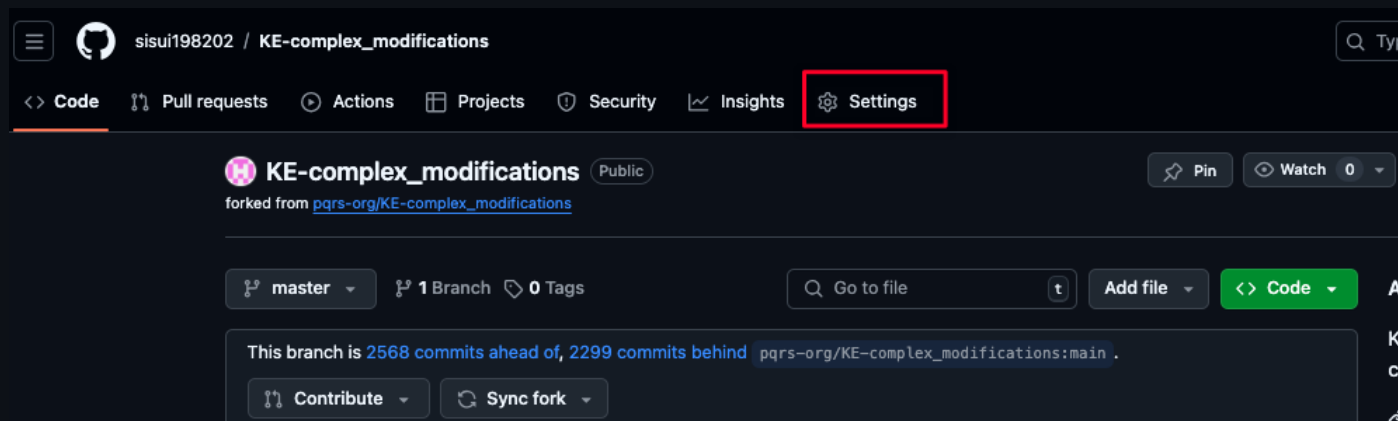 sisui198202 / KE-complex_modifications
Code Pull requests Actions Projects Security Insights Settings
KE-complex_modifications Public
Pin Watch 0
forked from pqrs-org/KE-complex_modifications
master 1 Branch 0 Tags Go to file t Add file Code
This branch is 2568 commits ahead of, 2299 commits behind pqrs-org/KE-complex_modifications:main .
Contribute Sync fork